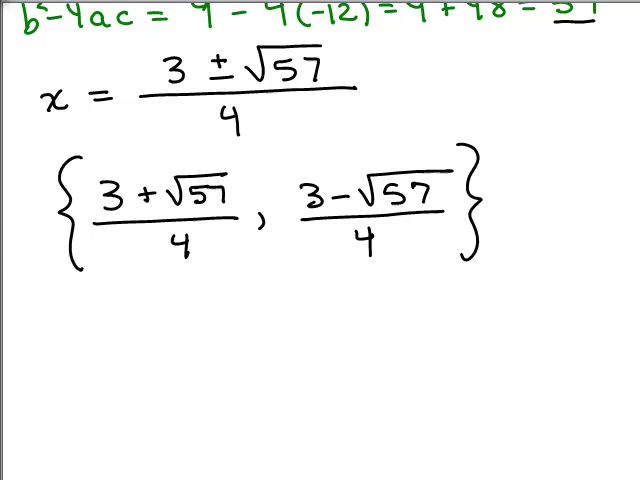 b²-4ac = 9 - 4(-12) = 9 + 48 = 57
x = (3 ± √57)/4
{ (3 + √57)/4 , (3 - √57)/4 }